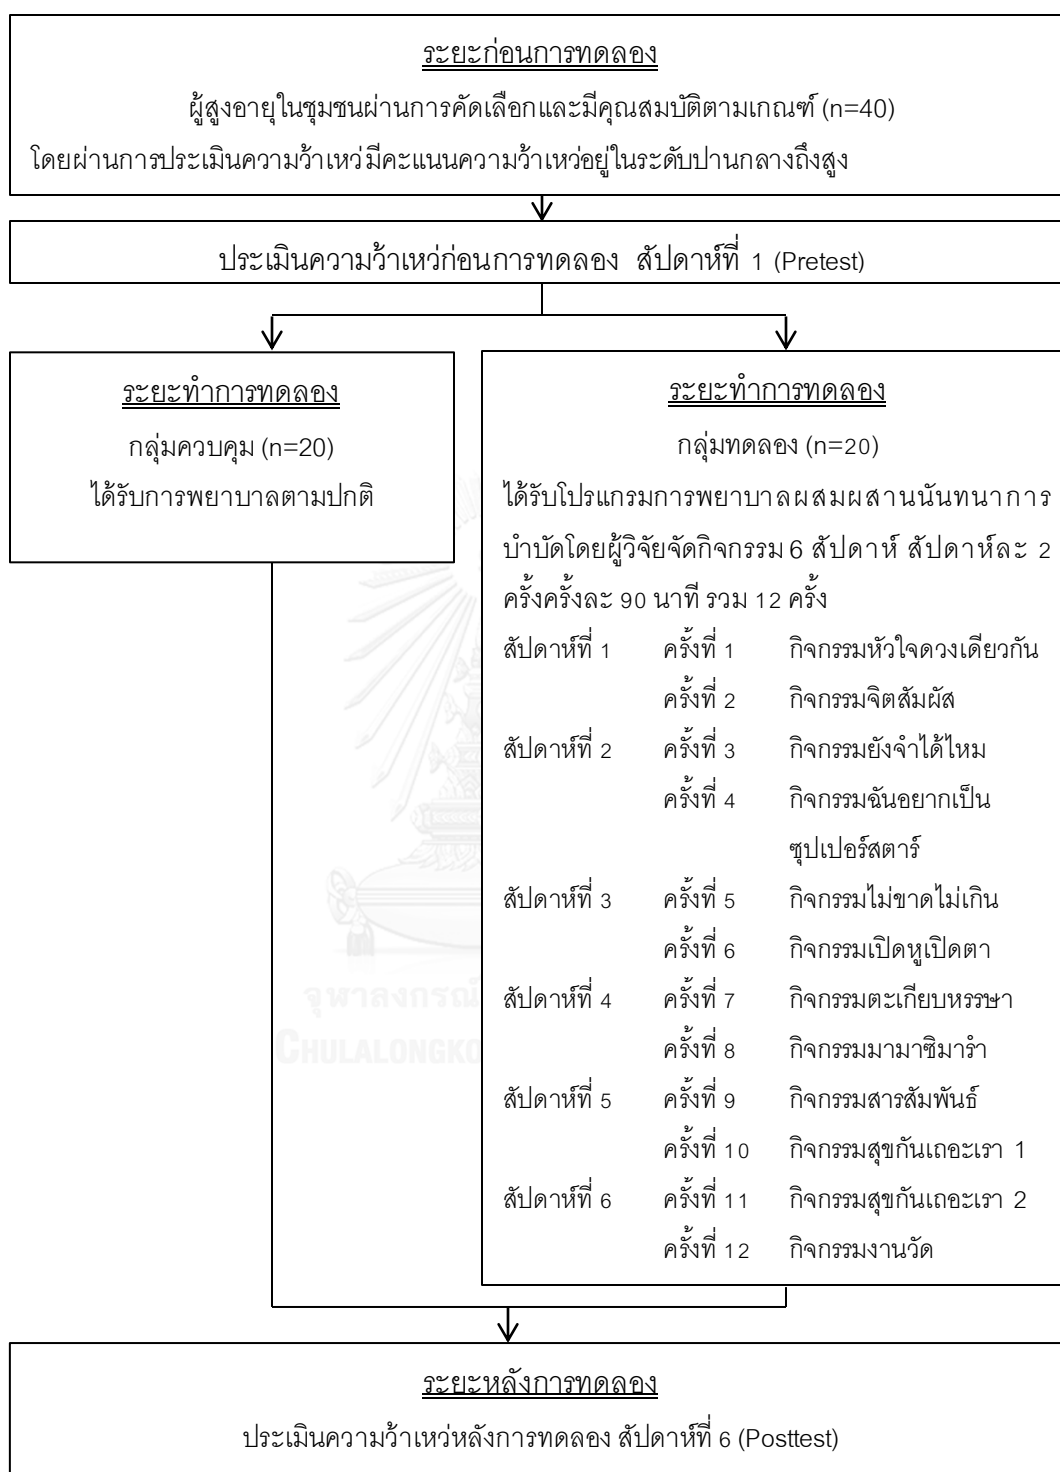 ระยะก่อนการทดลอง
ผู้สูงอายุในชุมชนผ่านการคัดเลือกและมีคุณสมบัติตามเกณฑ์ (n=40)
โดยผ่านการประเมินความว้าเหว่มีคะแนนความว้าเหว่อยู่ในระดับปานกลางถึงสูง
ประเมินความว้าเหว่ก่อนการทดลอง สัปดาห์ที่ 1 (Pretest)
ระยะทำการทดลอง
กลุ่มควบคุม (n=20)
ได้รับการพยาบาลตามปกติ
ระยะทำการทดลอง
กลุ่มทดลอง (n=20)
ได้รับโปรแกรมการพยาบาลผสมผสานนันทนาการ
บำบัดโดยผู้วิจัยจัดกิจกรรม 6 สัปดาห์ สัปดาห์ละ 2
ครั้งครั้งละ 90 นาที รวม 12 ครั้ง
สัปดาห์ที่ 1 ครั้งที่ 1 กิจกรรมหัวใจดวงเดียวกัน
ครั้งที่ 2 กิจกรรมจิตสัมผัส
สัปดาห์ที่ 2 ครั้งที่ 3 กิจกรรมยังจำได้ไหม
ครั้งที่ 4 กิจกรรมฉันอยากเป็น
ซุปเปอร์สตาร์
สัปดาห์ที่ 3 ครั้งที่ 5 กิจกรรมไม่ขาดไม่เกิน
ครั้งที่ 6 กิจกรรมเปิดหูเปิดตา
สัปดาห์ที่ 4 ครั้งที่ 7 กิจกรรมตะเกียบหรรษา
ครั้งที่ 8 กิจกรรมมามาซิมารำ
สัปดาห์ที่ 5 ครั้งที่ 9 กิจกรรมสารสัมพันธ์
ครั้งที่ 10 กิจกรรมสุขกันเถอะเรา 1
สัปดาห์ที่ 6 ครั้งที่ 11 กิจกรรมสุขกันเถอะเรา 2
ครั้งที่ 12 กิจกรรมงานวัด
จุฬาลงกรณ์
CHULALONGKO
ระยะหลังการทดลอง
ประเมินความว้าเหว่หลังการทดลอง สัปดาห์ที่ 6 (Posttest)